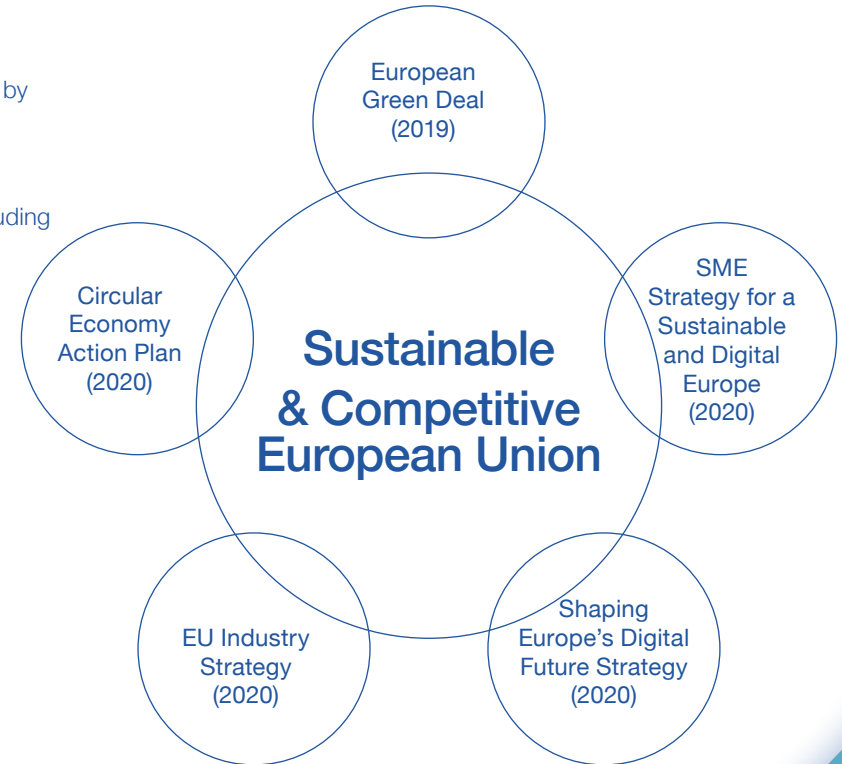 by
uding
European
Green Deal
(2019)
Circular
Economy
Action Plan
(2020)
Sustainable
& Competitive
European Union
SME
Strategy for a
Sustainable
and Digital
Europe
(2020)
EU Industry
Strategy
(2020)
Shaping
Europe's Digital
Future Strategy
(2020)